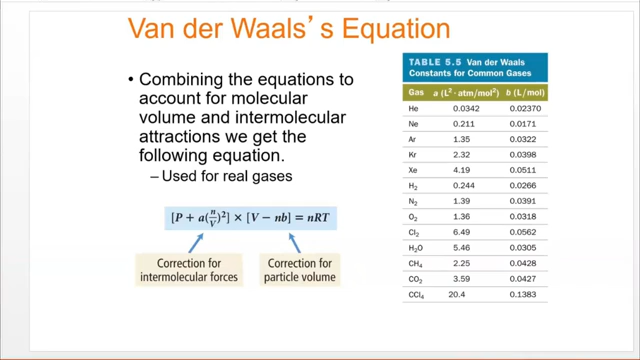 Van der Waals’s Equation
• Combining the equations to
account for molecular
volume and intermolecular
attractions we get the
following equation.
– Used for real gases
[P + a(n/V)²] × [V − nb] = nRT
Correction for
intermolecular forces
Correction for
particle volume
TABLE 5.5 Van der Waals
Constants for Common Gases
Gas a (L² · atm/mol²) b (L/mol)
He 0.0342 0.02370
Ne 0.211 0.0171
Ar 1.35 0.0322
Kr 2.32 0.0398
Xe 4.19 0.0511
H₂ 0.244 0.0266
N₂ 1.39 0.0391
O₂ 1.36 0.0318
Cl₂ 6.49 0.0562
H₂O 5.46 0.0305
CH₄ 2.25 0.0428
CO₂ 3.59 0.0427
CCl₄ 20.4 0.1383